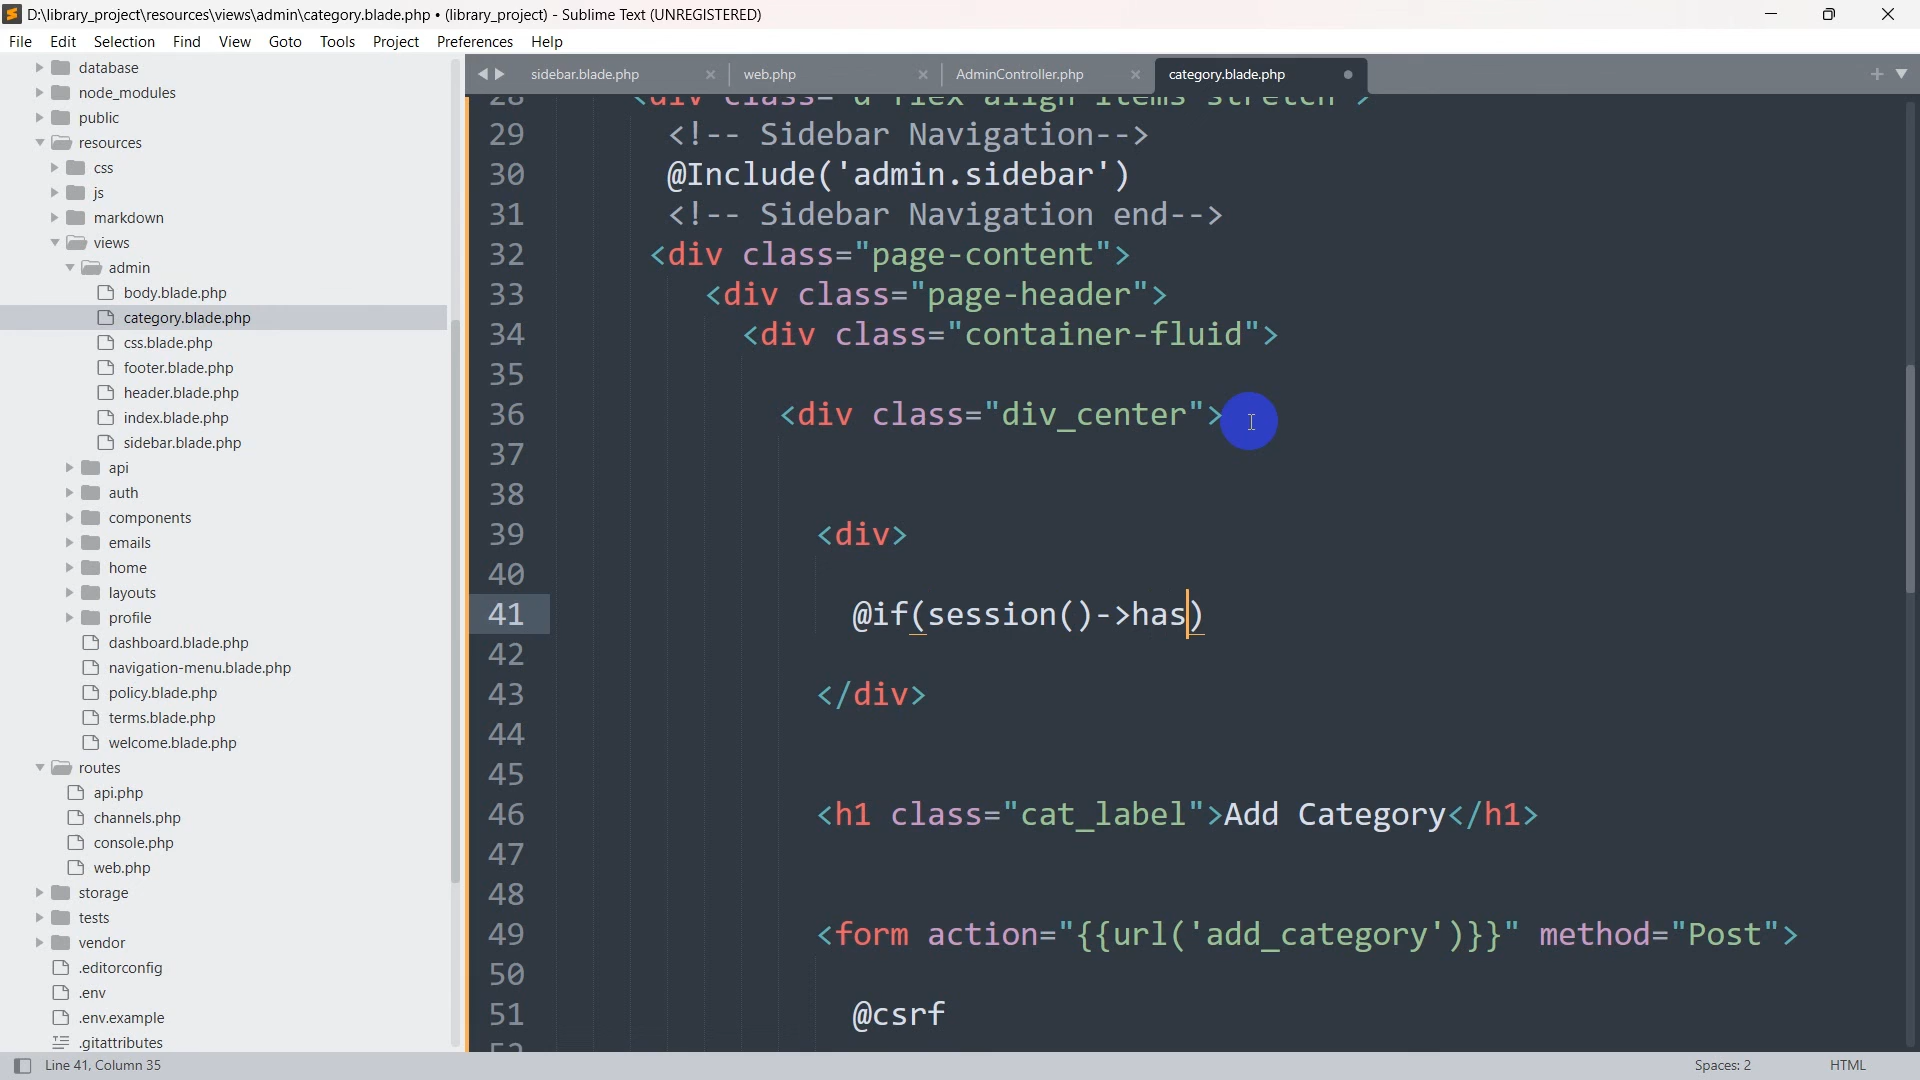 D:\library_project\resources\views\admin\category.blade.php • (library_project) - Sublime Text (UNREGISTERED)
File Edit Selection Find View Goto Tools Project Preferences Help
database
node_modules
public
resources
css
js
markdown
views
admin
body.blade.php
category.blade.php
css.blade.php
footer.blade.php
header.blade.php
index.blade.php
sidebar.blade.php
api
auth
components
emails
home
layouts
profile
dashboard.blade.php
navigation-menu.blade.php
policy.blade.php
terms.blade.php
welcome.blade.php
routes
api.php
channels.php
console.php
web.php
storage
tests
vendor
.editorconfig
.env
.env.example
.gitattributes
sidebar.blade.php web.php AdminController.php category.blade.php
28 <div class="d-flex align-items-stretch">
29 <!-- Sidebar Navigation-->
30 @Include('admin.sidebar')
31 <!-- Sidebar Navigation end-->
32 <div class="page-content">
33 <div class="page-header">
34 <div class="container-fluid">
35
36 <div class="div_center">
37
38
39 <div>
40
41 @if(session()->has)
42
43 </div>
44
45
46 <h1 class="cat_label">Add Category</h1>
47
48
49 <form action="{{url('add_category')}}" method="Post">
50
51 @csrf
52
Line 41, Column 35 Spaces: 2 HTML